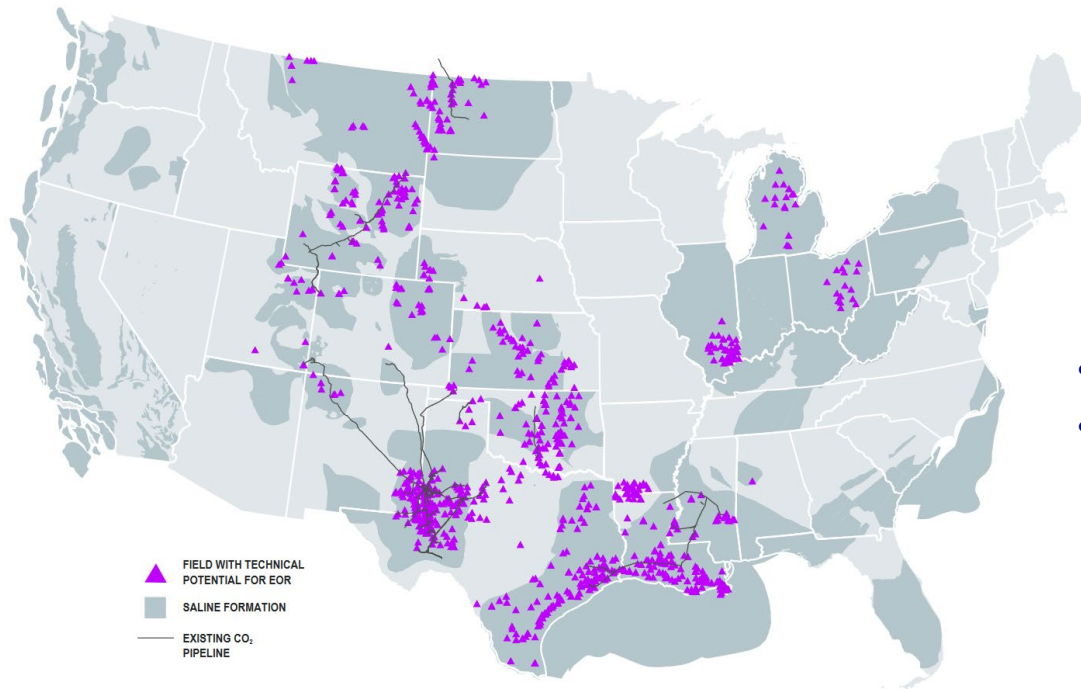 FIELD WITH TECHNICAL
POTENTIAL FOR EOR
SALINE FORMATION
EXISTING CO₂
PIPELINE